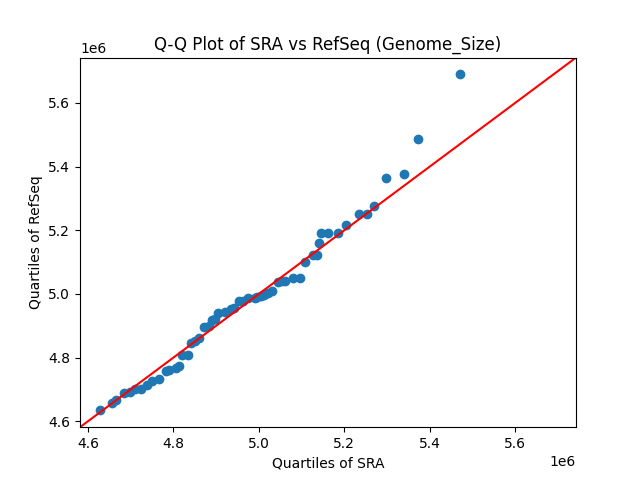 Q-Q Plot of SRA vs RefSeq (Genome_Size)
1e6
5.6
5.4
5.2
5.0
4.8
4.6
Quartiles of RefSeq
4.6 4.8 5.0 5.2 5.4 5.6
Quartiles of SRA
1e6